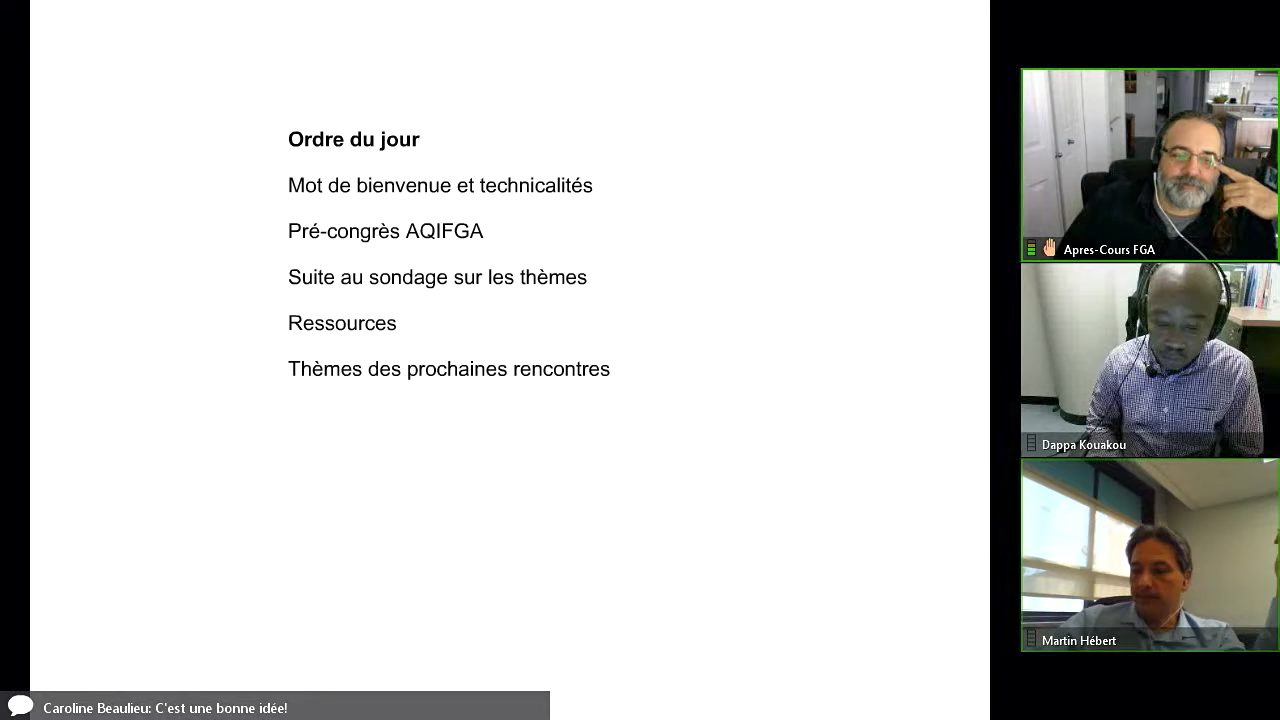 Ordre du jour
Mot de bienvenue et technicalités
Pré-congrès AQIFGA
Suite au sondage sur les thèmes
Ressources
Thèmes des prochaines rencontres
Apres-Cours FGA
Dappa Kouakou
Martin Hébert
Caroline Beaulieu: C'est une bonne idée!